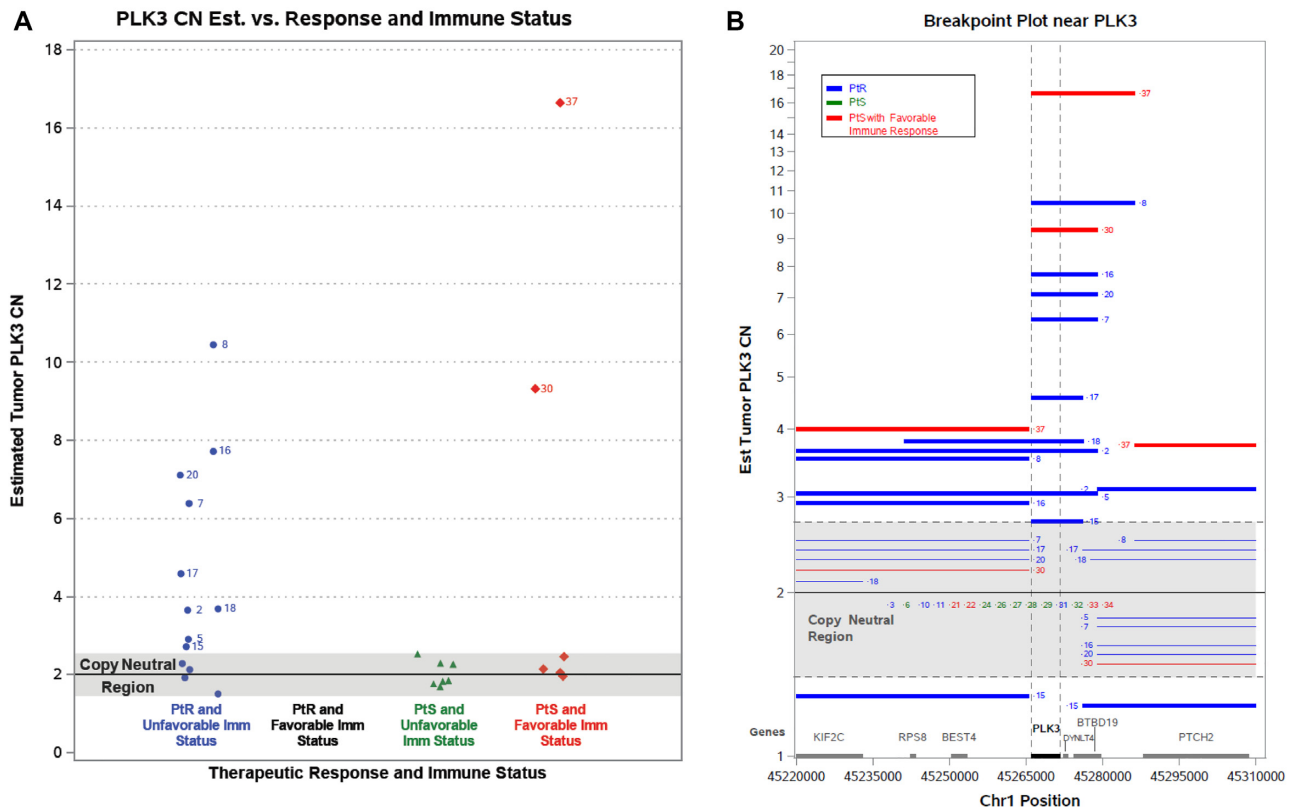 A
PLK3 CN Est. vs. Response and Immune Status
Estimated Tumor PLK3 CN
18
16
14
12
10
8
6
4
2
0
37
8
30
16
20
7
17
2
18
5
15
Copy Neutral
Region
PtR and
Unfavorable Imm
Status
PtR and
Favorable Imm
Status
PtS and
Unfavorable
Imm Status
PtS and
Favorable Imm
Status
Therapeutic Response and Immune Status
B
Breakpoint Plot near PLK3
Est Tumor PLK3 CN
20
18
16
14
13
12
11
10
9
8
7
6
5
4
3
2
1
PtR
PtS
PtSwith Favorable
Immune Response
37
8
30
16
20
7
17
37
18
37
2
8
2
5
16
15
7
8
17
17
20
18
30
18
3 6 10 11 21 22 24 26 27 28 29 31 32 33 34
Copy Neutral
Region
5
7
16
20
30
15
15
Genes
KIF2C
RPS8
BEST4
PLK3
DYNLT4
BTBD19
PTCH2
45220000 45235000 45250000 45265000 45280000 45295000 45310000
Chr1 Position